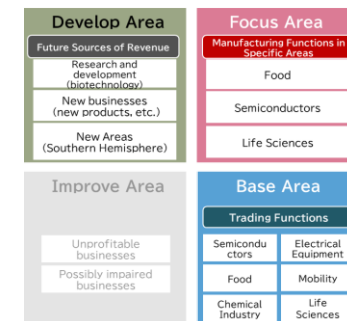 Develop Area
Future Sources of Revenue
Research and
development
(biotechnology)
New businesses
(new products, etc.)
New Areas
(Southern Hemisphere)
Focus Area
Manufacturing Functions in
Specific Areas
Food
Semiconductors
Life Sciences
Improve Area
Unprofitable
businesses
Possibly impaired
businesses
Base Area
Trading Functions
Semicondu
ctors
Electrical
Equipment
Food
Mobility
Chemical
Industry
Life
Sciences